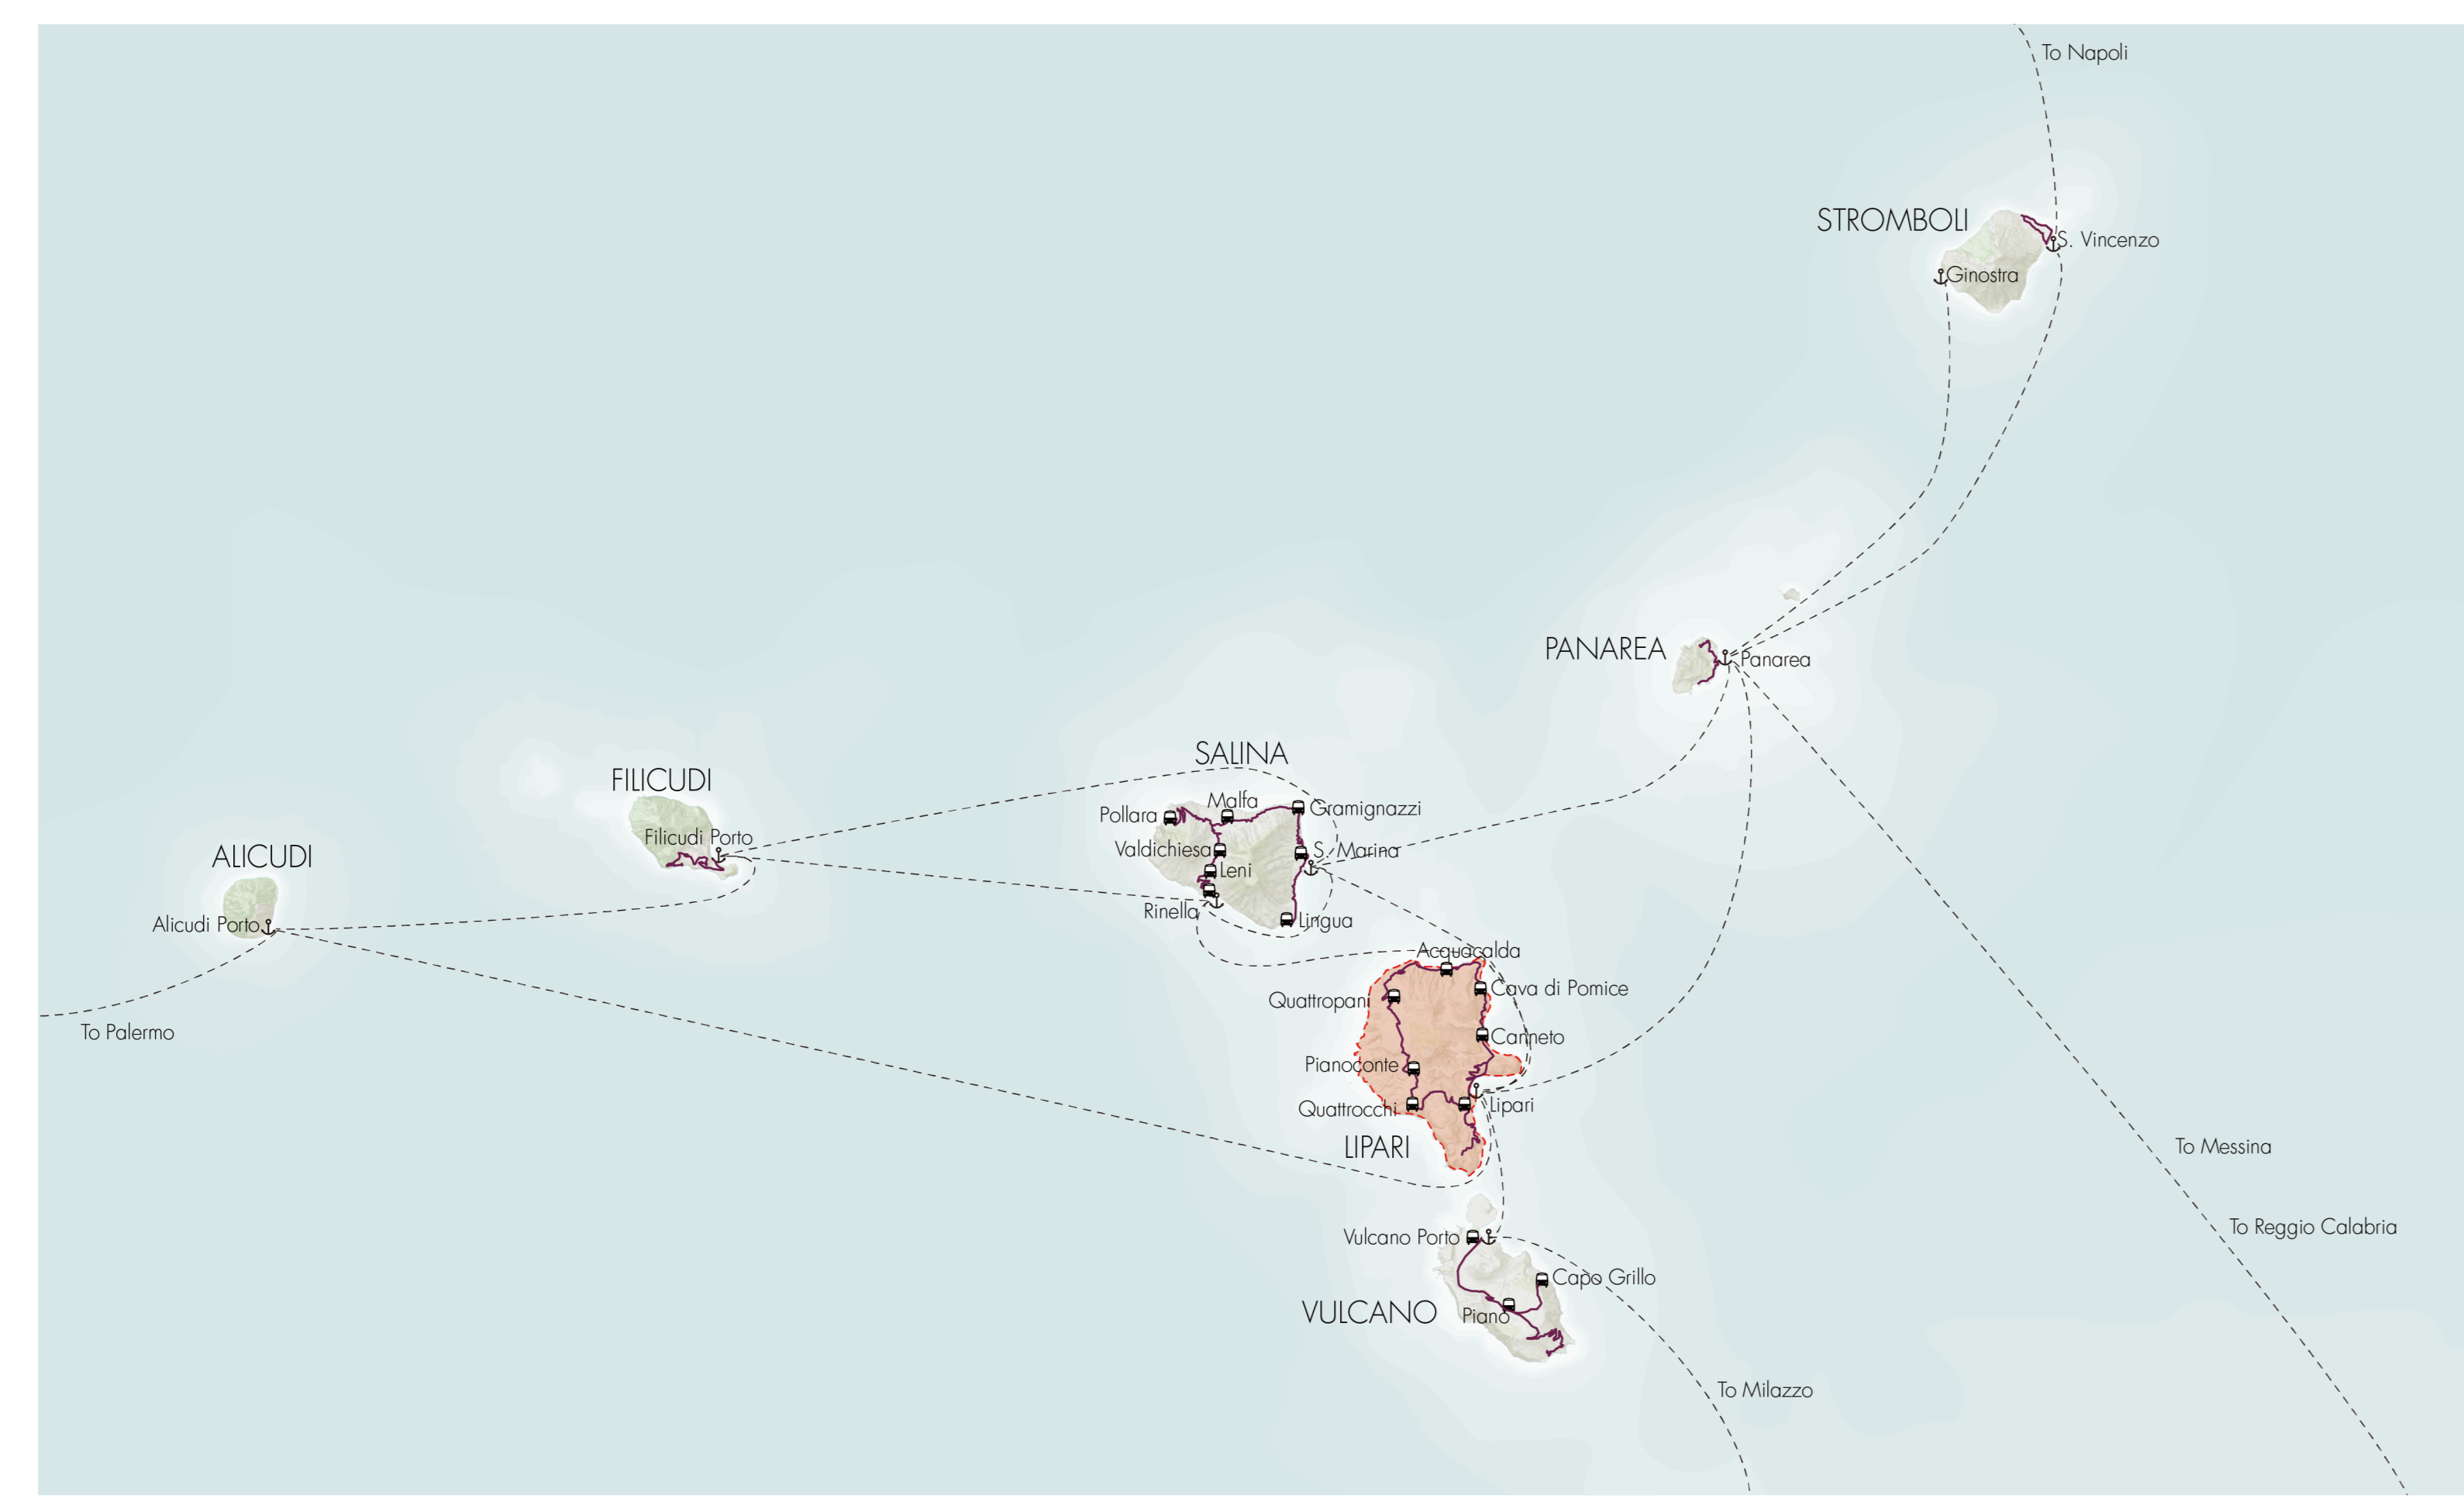 To Napoli
STROMBOLI
S. Vincenzo
Ginostra
PANAREA
Panarea
SALINA
FILICUDI
Malfa
Gramignazzi
Pollara
Filicudi Porto
Valdichiesa
S. Marina
ALICUDI
Leni
Rinella
Lingua
Alicudi Porto
Acquacalda
Cava di Pomice
Quattropani
To Palermo
Canneto
Pianoconte
Quattrocchi
Lipari
LIPARI
To Messina
To Reggio Calabria
Vulcano Porto
Capo Grillo
VULCANO
Piano
To Milazzo